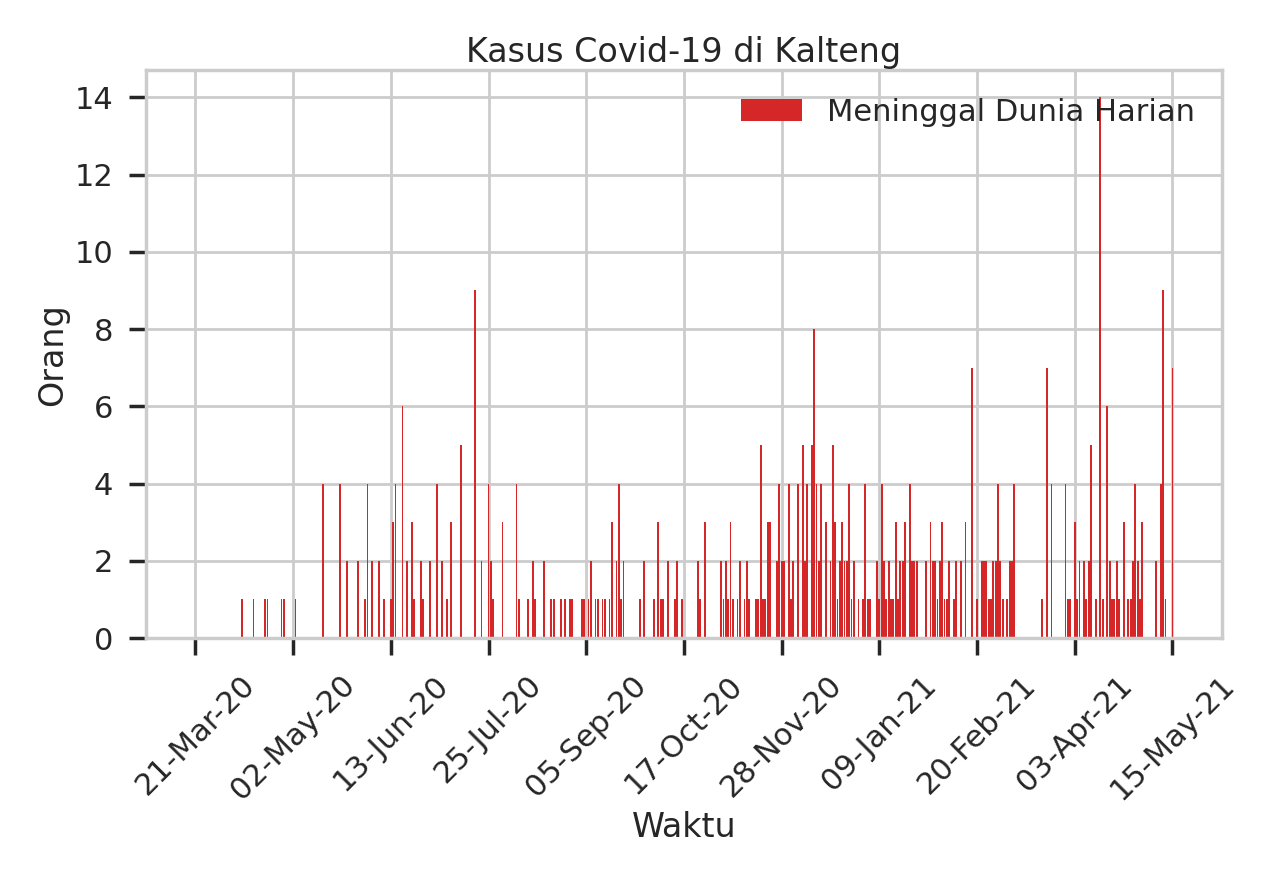 Kasus Covid-19 di Kalteng
Meninggal Dunia Harian
Orang
14
12
10
8
6
4
2
0
21-Mar-20
02-May-20
13-Jun-20
25-Jul-20
05-Sep-20
17-Oct-20
28-Nov-20
09-Jan-21
20-Feb-21
03-Apr-21
15-May-21
Waktu